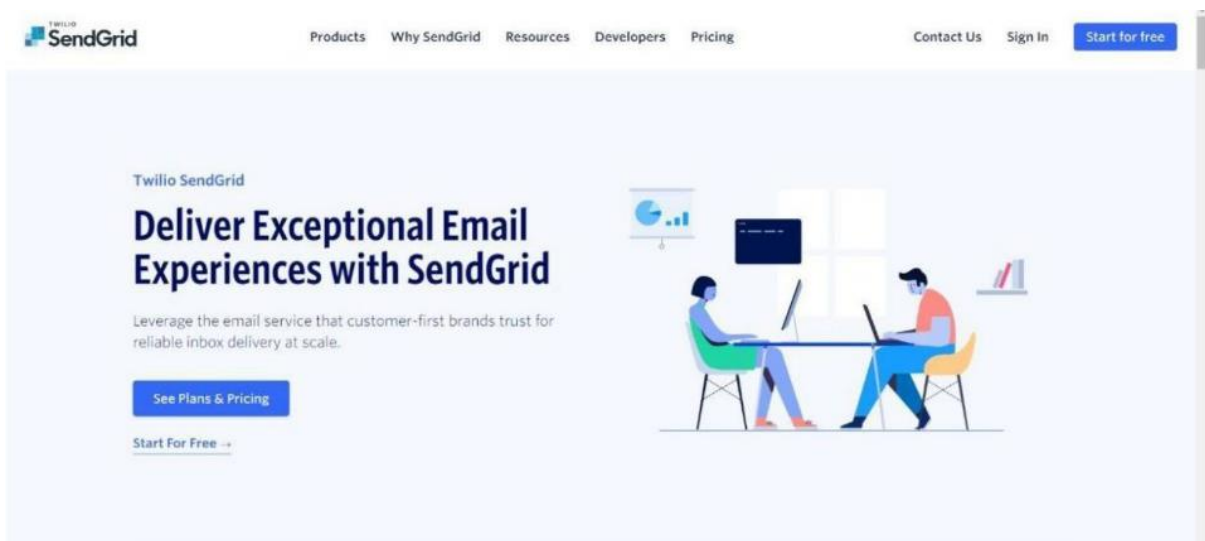 TWILIO
SendGrid
Products Why SendGrid Resources Developers Pricing
Contact Us Sign In Start for free
Twilio SendGrid
Deliver Exceptional Email
Experiences with SendGrid
Leverage the email service that customer-first brands trust for
reliable inbox delivery at scale.
See Plans & Pricing
Start For Free →